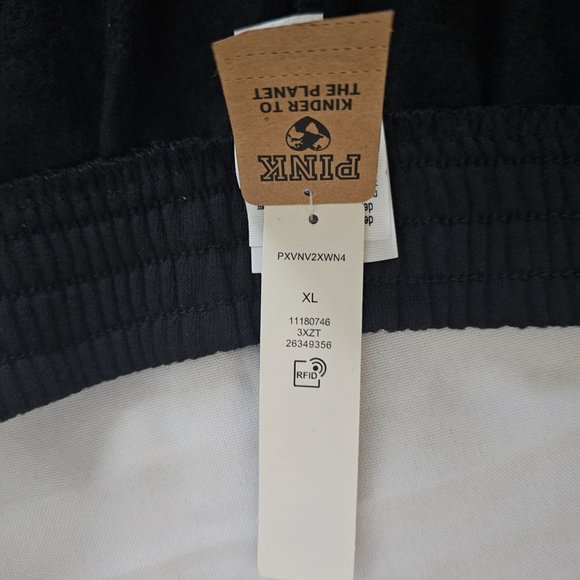 PINK
KINDER TO
THE PLANET
PXVNV2XWN4
XL
11180746
3XZT
26349356
RFID